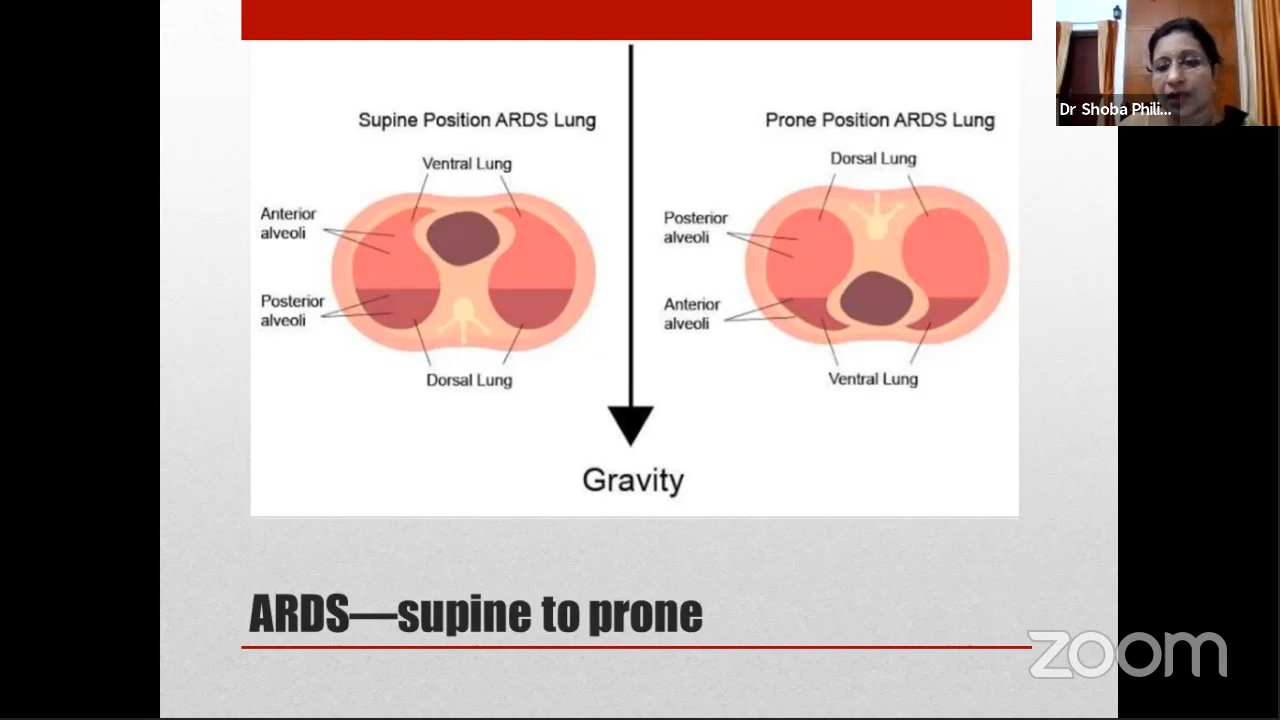 Dr Shoba Phili...
Supine Position ARDS Lung
Ventral Lung
Anterior
alveoli
Posterior
alveoli
Dorsal Lung
Prone Position ARDS Lung
Dorsal Lung
Posterior
alveoli
Anterior
alveoli
Ventral Lung
Gravity
ARDS—supine to prone
zoom